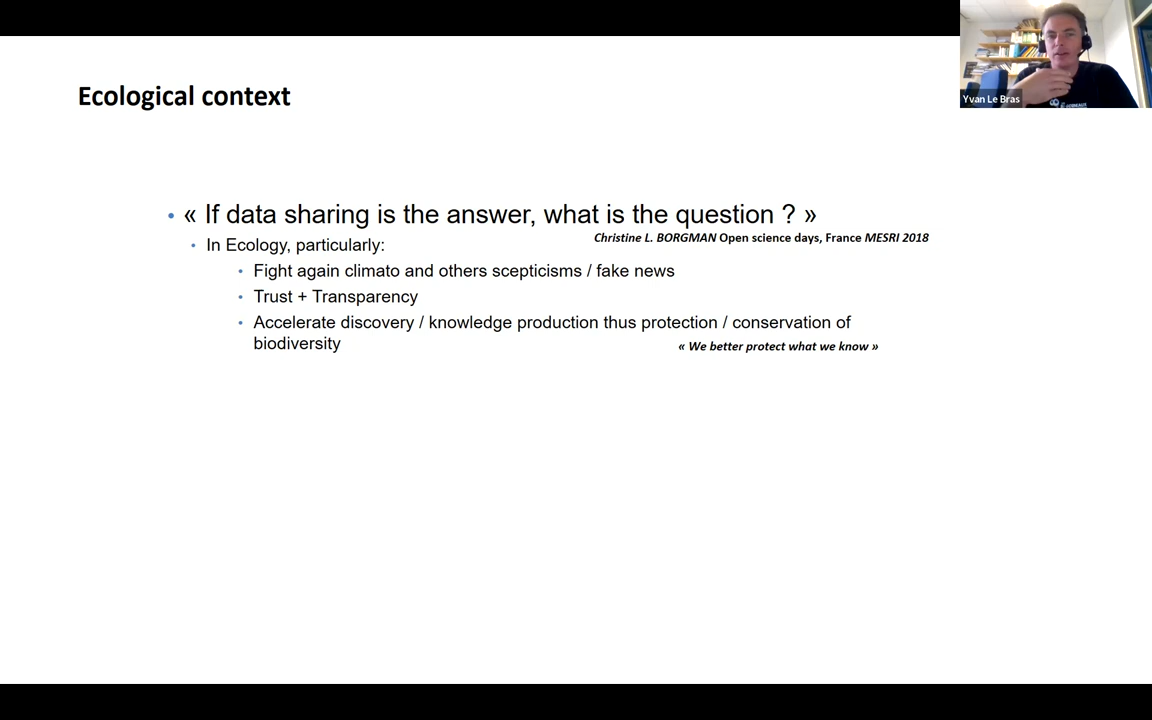 Yvan Le Bras
Ecological context
• « If data sharing is the answer, what is the question ? »
Christine L. BORGMAN Open science days, France MESRI 2018
• In Ecology, particularly:
• Fight again climato and others scepticisms / fake news
• Trust + Transparency
• Accelerate discovery / knowledge production thus protection / conservation of
biodiversity
« We better protect what we know »